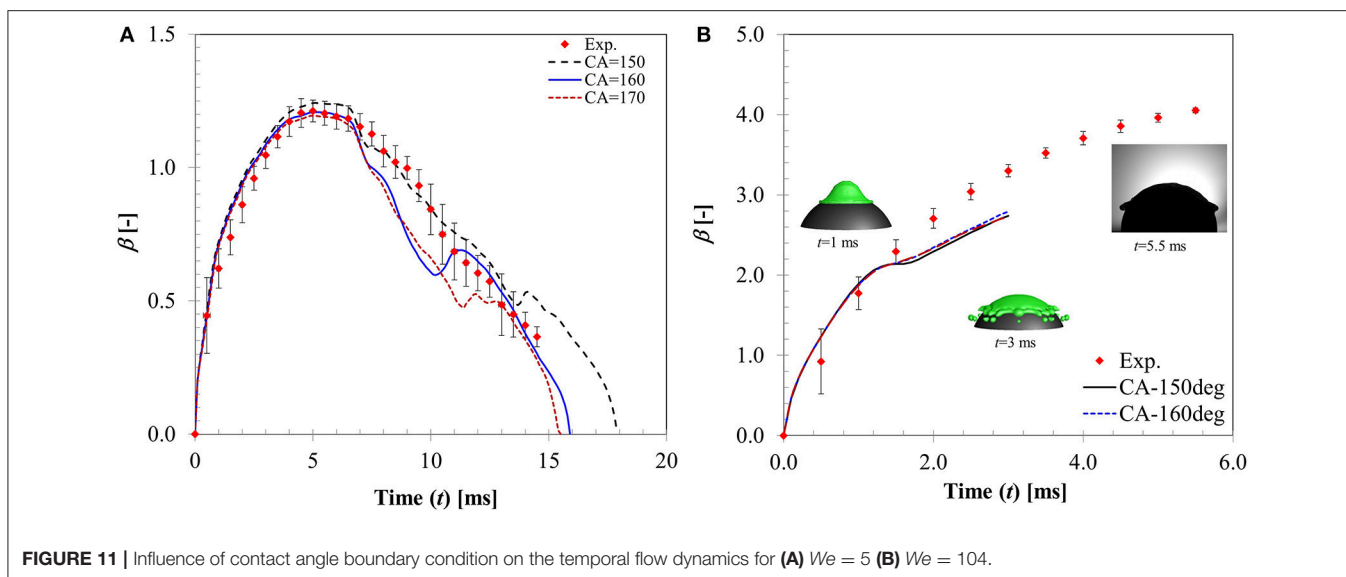 A
1.5
1.0
0.5
0.0
β [-]
0
5
10
15
20
Time (t) [ms]
Exp.
CA=150
CA=160
CA=170
B
5.0
4.0
3.0
2.0
1.0
0.0
β [-]
0.0
2.0
4.0
6.0
Time (t) [ms]
t=1 ms
t=5.5 ms
t=3 ms
Exp.
CA-150deg
CA-160deg
FIGURE 11 | Influence of contact angle boundary condition on the temporal flow dynamics for (A) We = 5 (B) We = 104.